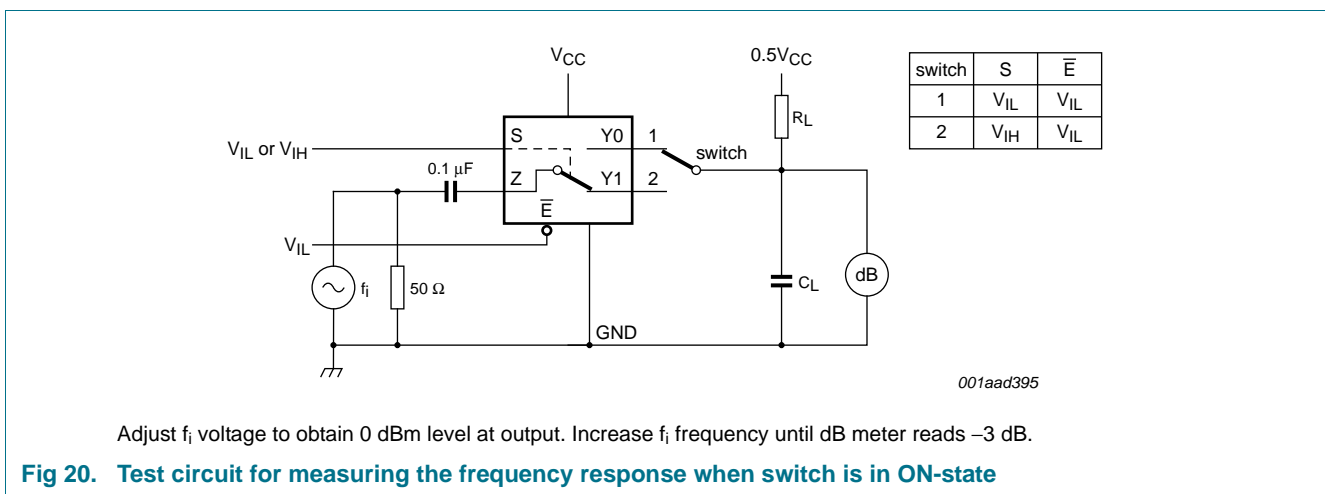 V_CC
0.5V_CC
switch S E̅
1 V_IL V_IL
2 V_IH V_IL
R_L
S Y0 1
V_IL or V_IH
switch
0.1 μF
Z Y1 2
E̅
V_IL
f_i 50 Ω
C_L dB
GND
001aad395
Adjust f_i voltage to obtain 0 dBm level at output. Increase f_i frequency until dB meter reads −3 dB.
Fig 20. Test circuit for measuring the frequency response when switch is in ON-state